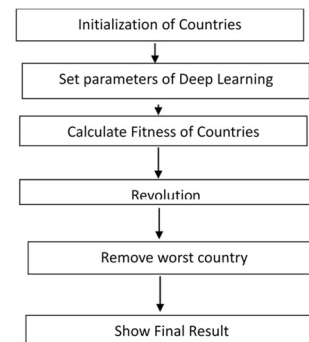 Initialization of Countries
Set parameters of Deep Learning
Calculate Fitness of Countries
Revolution
Remove worst country
Show Final Result